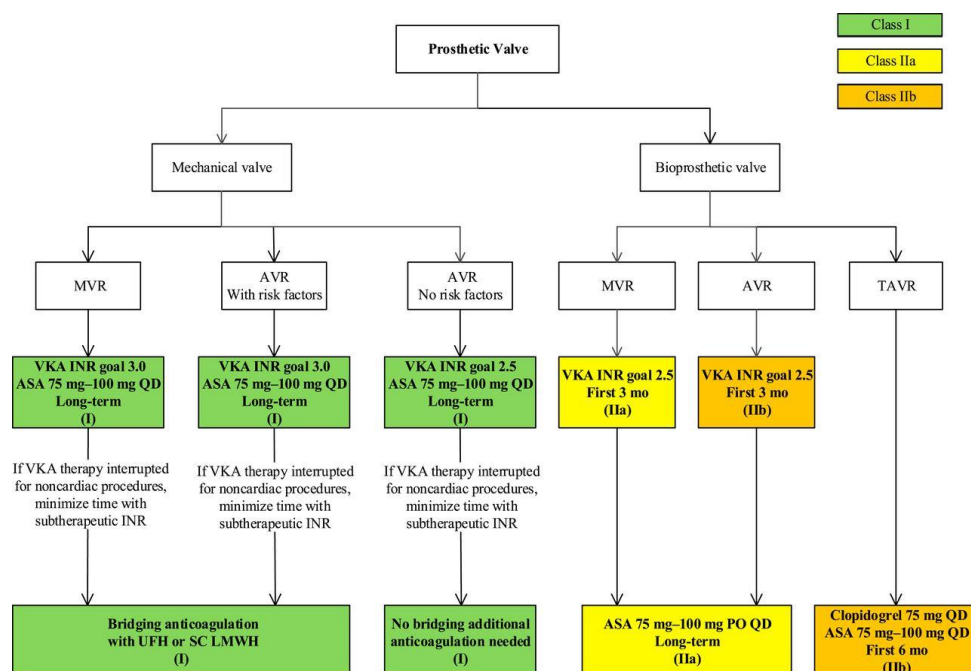 Prosthetic Valve
Class I
Class IIa
Class IIb
Mechanical valve
Bioprosthetic valve
MVR
AVR
With risk factors
AVR
No risk factors
MVR
AVR
TAVR
VKA INR goal 3.0
ASA 75 mg–100 mg QD
Long-term
(I)
VKA INR goal 3.0
ASA 75 mg–100 mg QD
Long-term
(I)
VKA INR goal 2.5
ASA 75 mg–100 mg QD
Long-term
(I)
VKA INR goal 2.5
First 3 mo
(IIa)
VKA INR goal 2.5
First 3 mo
(IIb)
If VKA therapy interrupted
for noncardiac procedures,
minimize time with
subtherapeutic INR
If VKA therapy interrupted
for noncardiac procedures,
minimize time with
subtherapeutic INR
If VKA therapy interrupted
for noncardiac procedures,
minimize time with
subtherapeutic INR
Bridging anticoagulation
with UFH or SC LMWH
(I)
No bridging additional
anticoagulation needed
(I)
ASA 75 mg–100 mg PO QD
Long-term
(IIa)
Clopidogrel 75 mg QD
ASA 75 mg–100 mg QD
First 6 mo
(IIb)